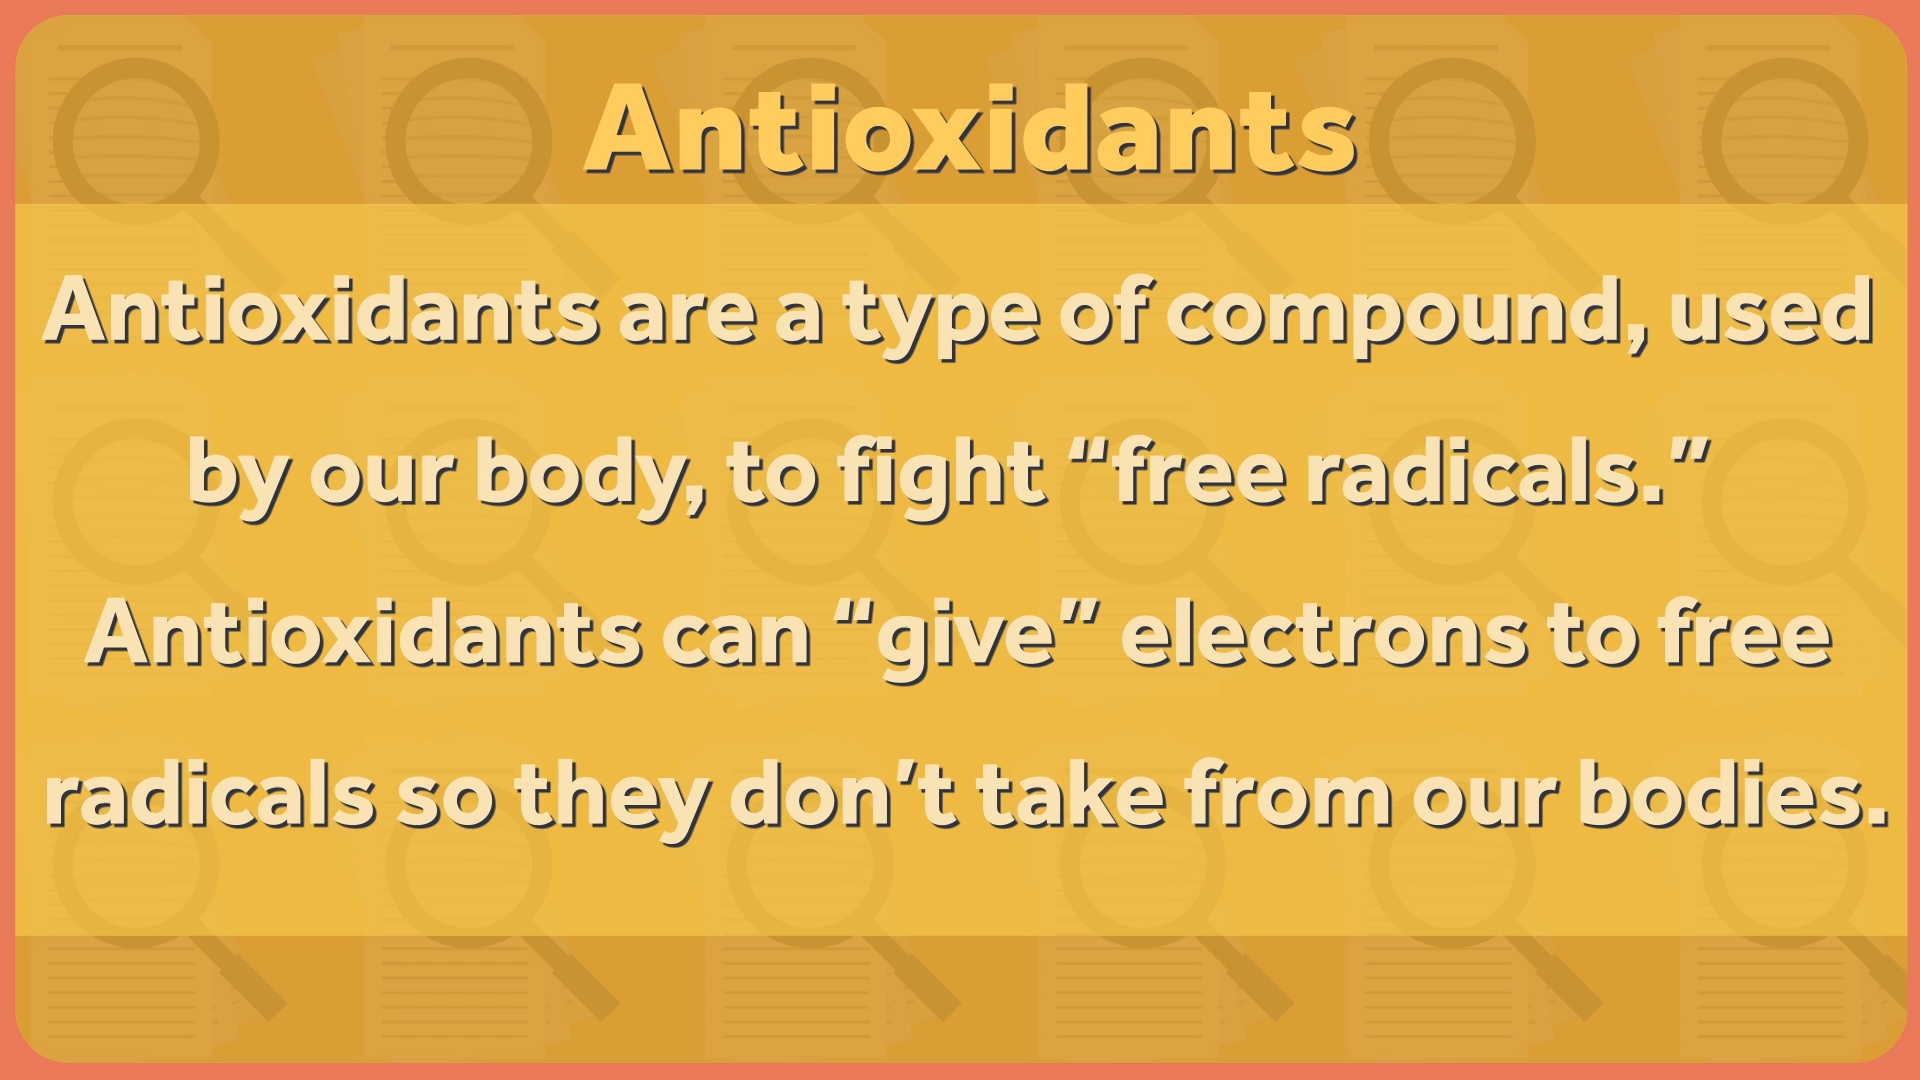 Antioxidants
Antioxidants are a type of compound, used
by our body, to fight “free radicals.”
Antioxidants can “give” electrons to free
radicals so they don’t take from our bodies.